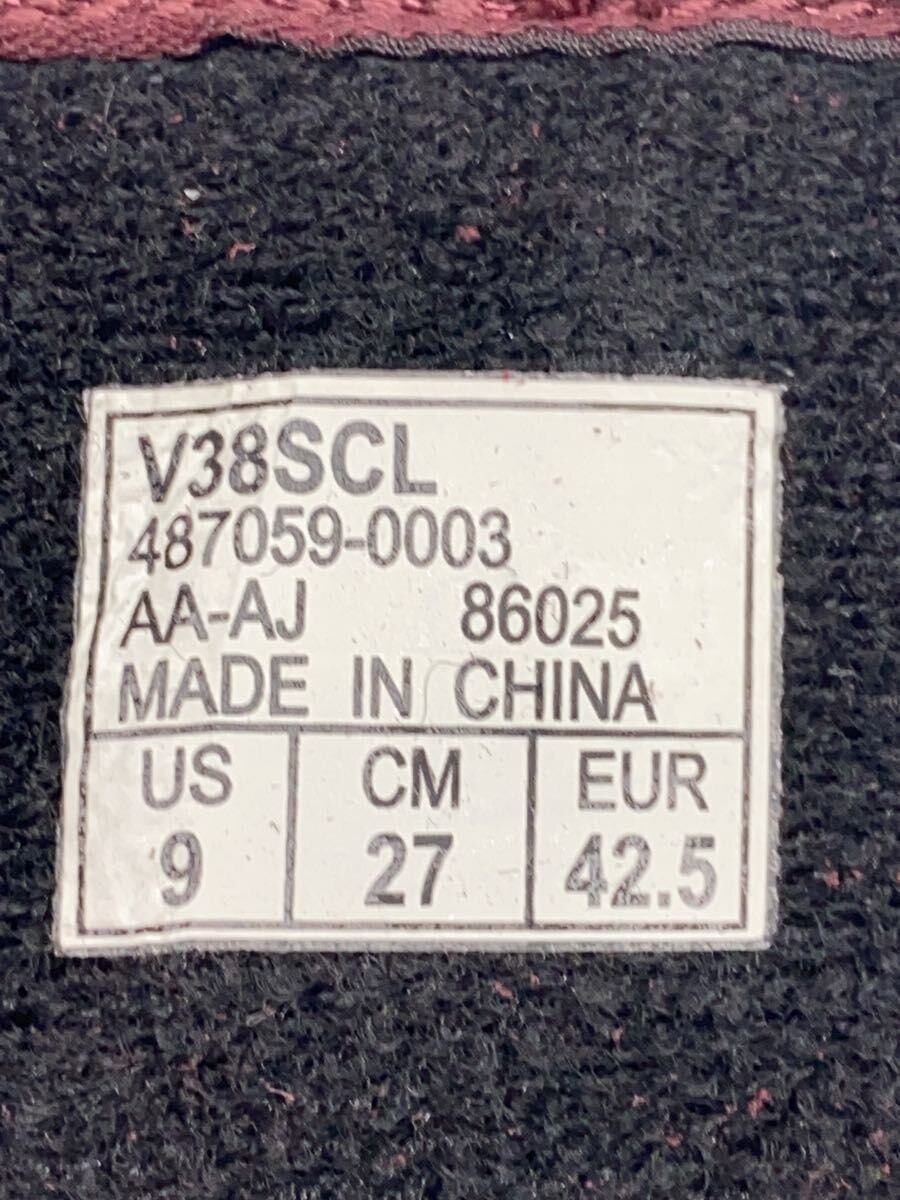 V38SCL
487059-0003
AA-AJ 86025
MADE IN CHINA
US CM EUR
9 27 42.5